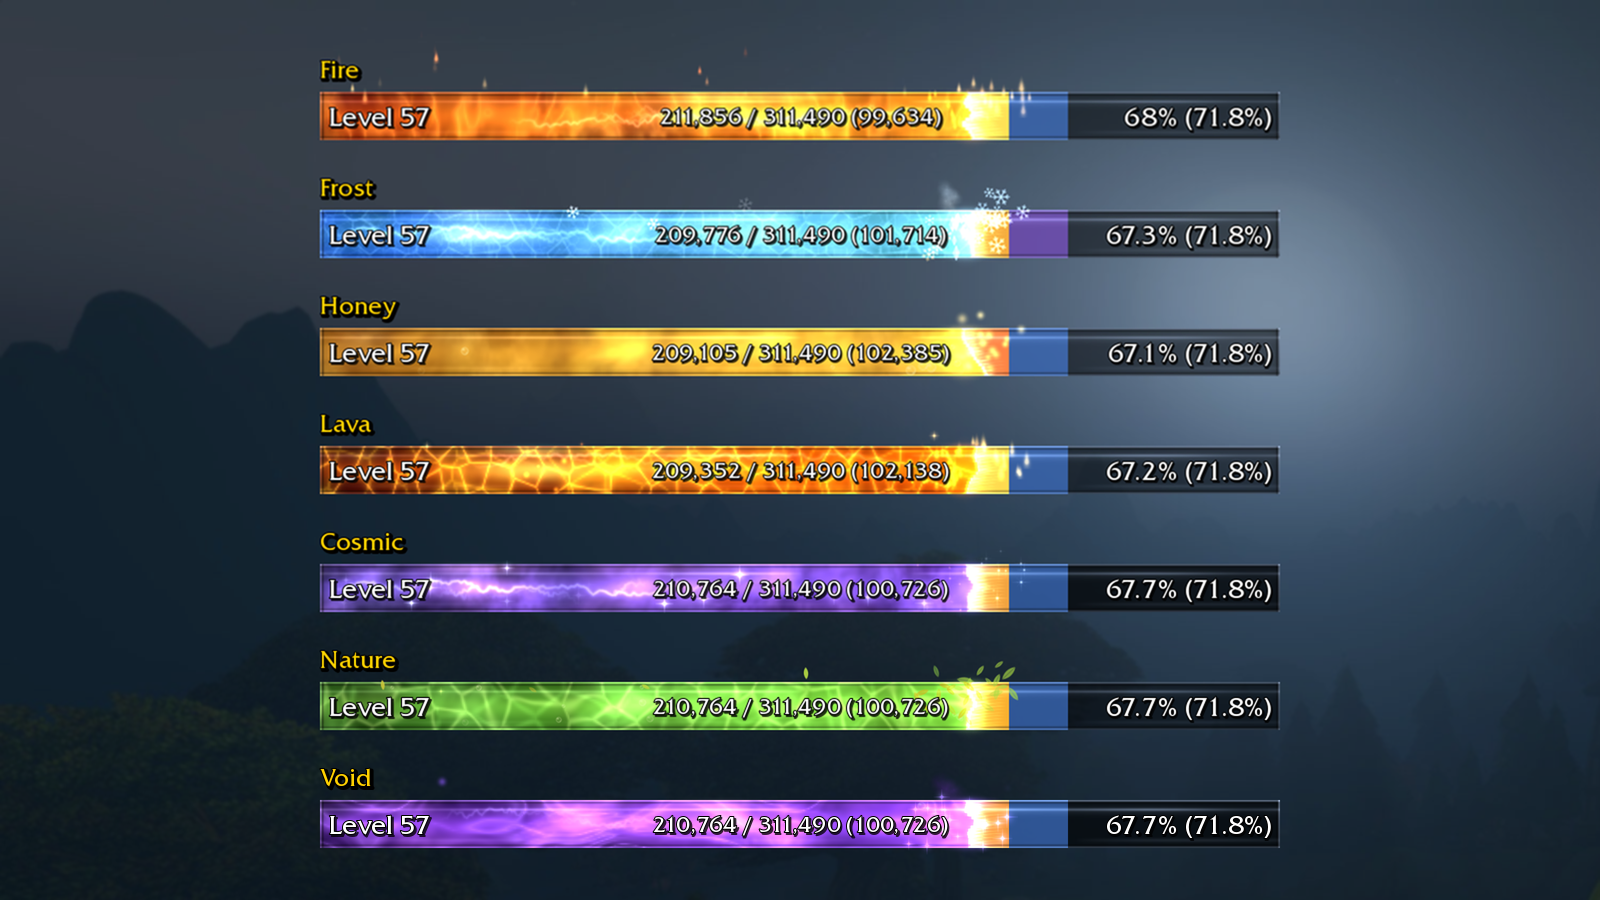 Fire
Level 57 211,856 / 311,490 (99,634) 68% (71.8%)
Frost
Level 57 209,776 / 311,490 (101,714) 67.3% (71.8%)
Honey
Level 57 209,105 / 311,490 (102,385) 67.1% (71.8%)
Lava
Level 57 209,352 / 311,490 (102,138) 67.2% (71.8%)
Cosmic
Level 57 210,764 / 311,490 (100,726) 67.7% (71.8%)
Nature
Level 57 210,764 / 311,490 (100,726) 67.7% (71.8%)
Void
Level 57 210,764 / 311,490 (100,726) 67.7% (71.8%)